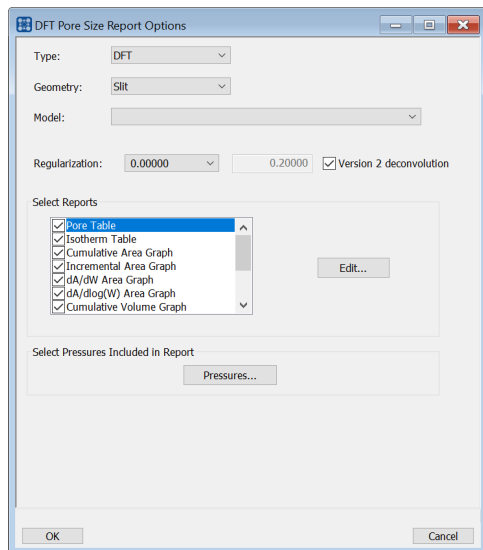 DFT Pore Size Report Options
Type: DFT
Geometry: Slit
Model:
Regularization: 0.00000 0.20000 Version 2 deconvolution
Select Reports
Pore Table
Isotherm Table
Cumulative Area Graph
Incremental Area Graph
dA/dW Area Graph
dA/dlog(W) Area Graph
Cumulative Volume Graph
Edit...
Select Pressures Included in Report
Pressures...
OK Cancel